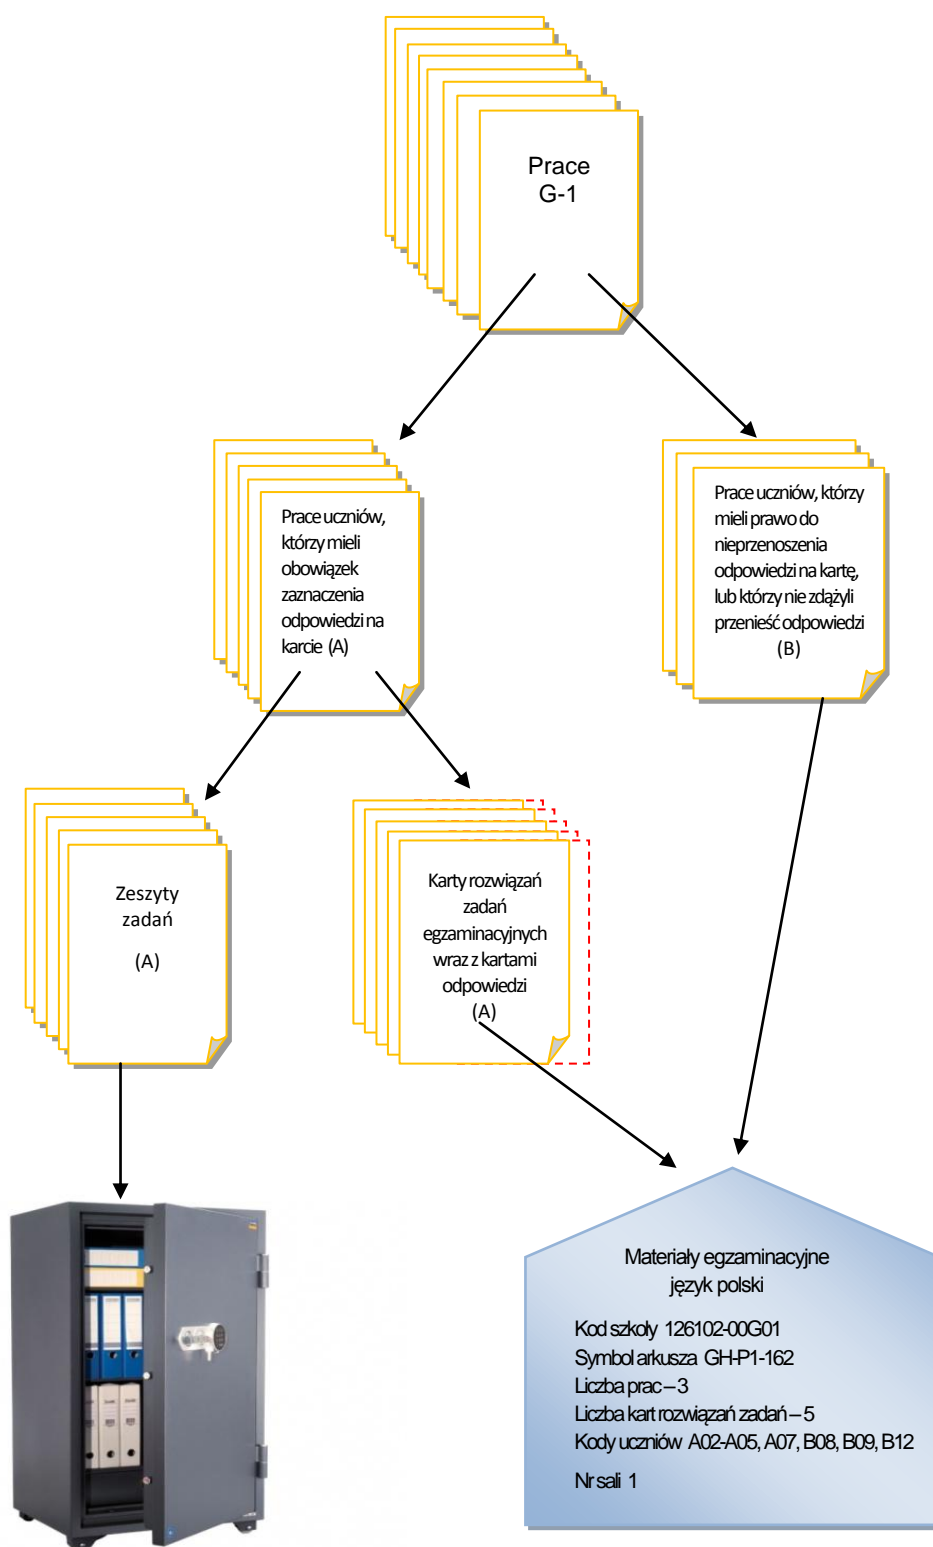 Prace
G-1
Prace uczniów,
którzy mieli
obowiązek
zaznaczenia
odpowiedzi na
karcie (A)
Prace uczniów, którzy
mieli prawo do
nieprzenoszenia
odpowiedzi na kartę,
lub którzy nie zdążyli
przenieść odpowiedzi
(B)
Zeszyty
zadań
(A)
Karty rozwiązań
zadań
egzaminacyjnych
wraz z kartami
odpowiedzi
(A)
Materiały egzaminacyjne
język polski
Kod szkoły 126102-00G01
Symbol arkusza GH-P1-162
Liczba prac – 3
Liczba kart rozwiązań zadań – 5
Kody uczniów A02-A05, A07, B08, B09, B12
Nr sali 1